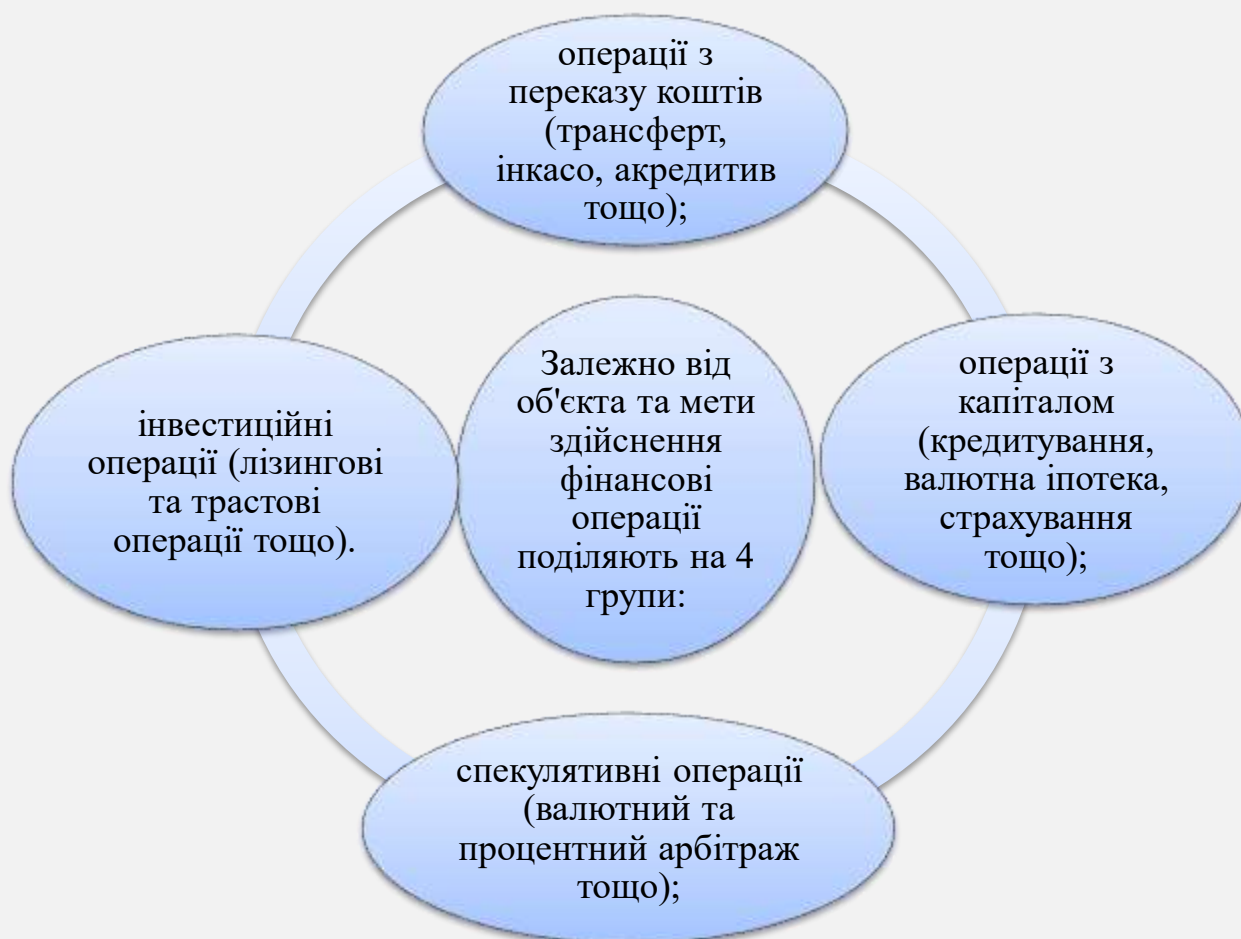 операції з
переказу коштів
(трансферт,
інкасо, акредитив
тощо);
Залежно від
об'єкта та мети
здійснення
фінансові
операції
поділяють на 4
групи:
операції з
капіталом
(кредитування,
валютна іпотека,
страхування
тощо);
спекулятивні операції
(валютний та
процентний арбітраж
тощо);
інвестиційні
операції (лізингові
та трастові
операції тощо).